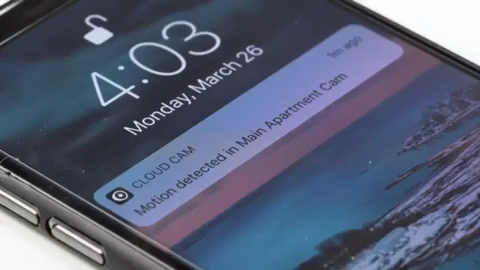 4:03
Monday, March 26
CLOUD CAM
1m ago
Motion detected in Main Apartment Cam